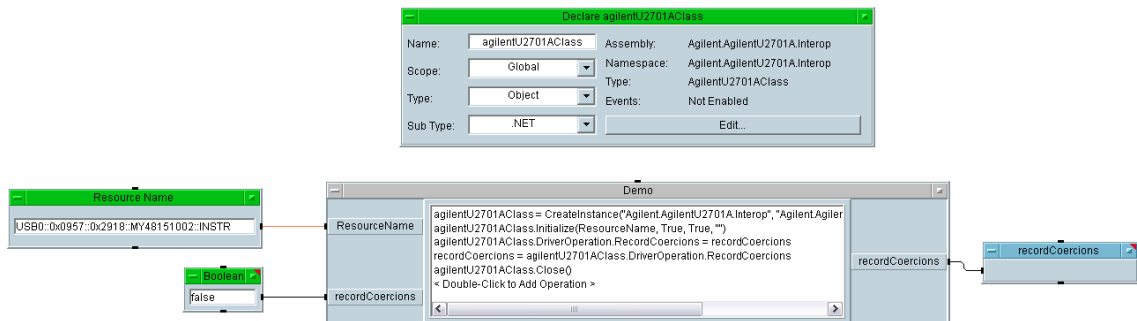 Declare agilentU2701AClass
Name: agilentU2701AClass Assembly: Agilent.AgilentU2701A.Interop
Scope: Global Namespace: Agilent.AgilentU2701A.Interop
Type: Object Type: AgilentU2701AClass
Events: Not Enabled
Sub Type: .NET Edit...
Resource Name
USB0::0x0957::0x2918::MY48151002::INSTR
Boolean
false
Demo
ResourceName
recordCoercions
agilentU2701AClass = CreateInstance("Agilent.AgilentU2701A.Interop", "Agilent.Agiler
agilentU2701AClass.Initialize(ResourceName, True, True, "")
agilentU2701AClass.DriverOperation.RecordCoercions = recordCoercions
recordCoercions = agilentU2701AClass.DriverOperation.RecordCoercions
agilentU2701AClass.Close()
< Double-Click to Add Operation >
recordCoercions
recordCoercions